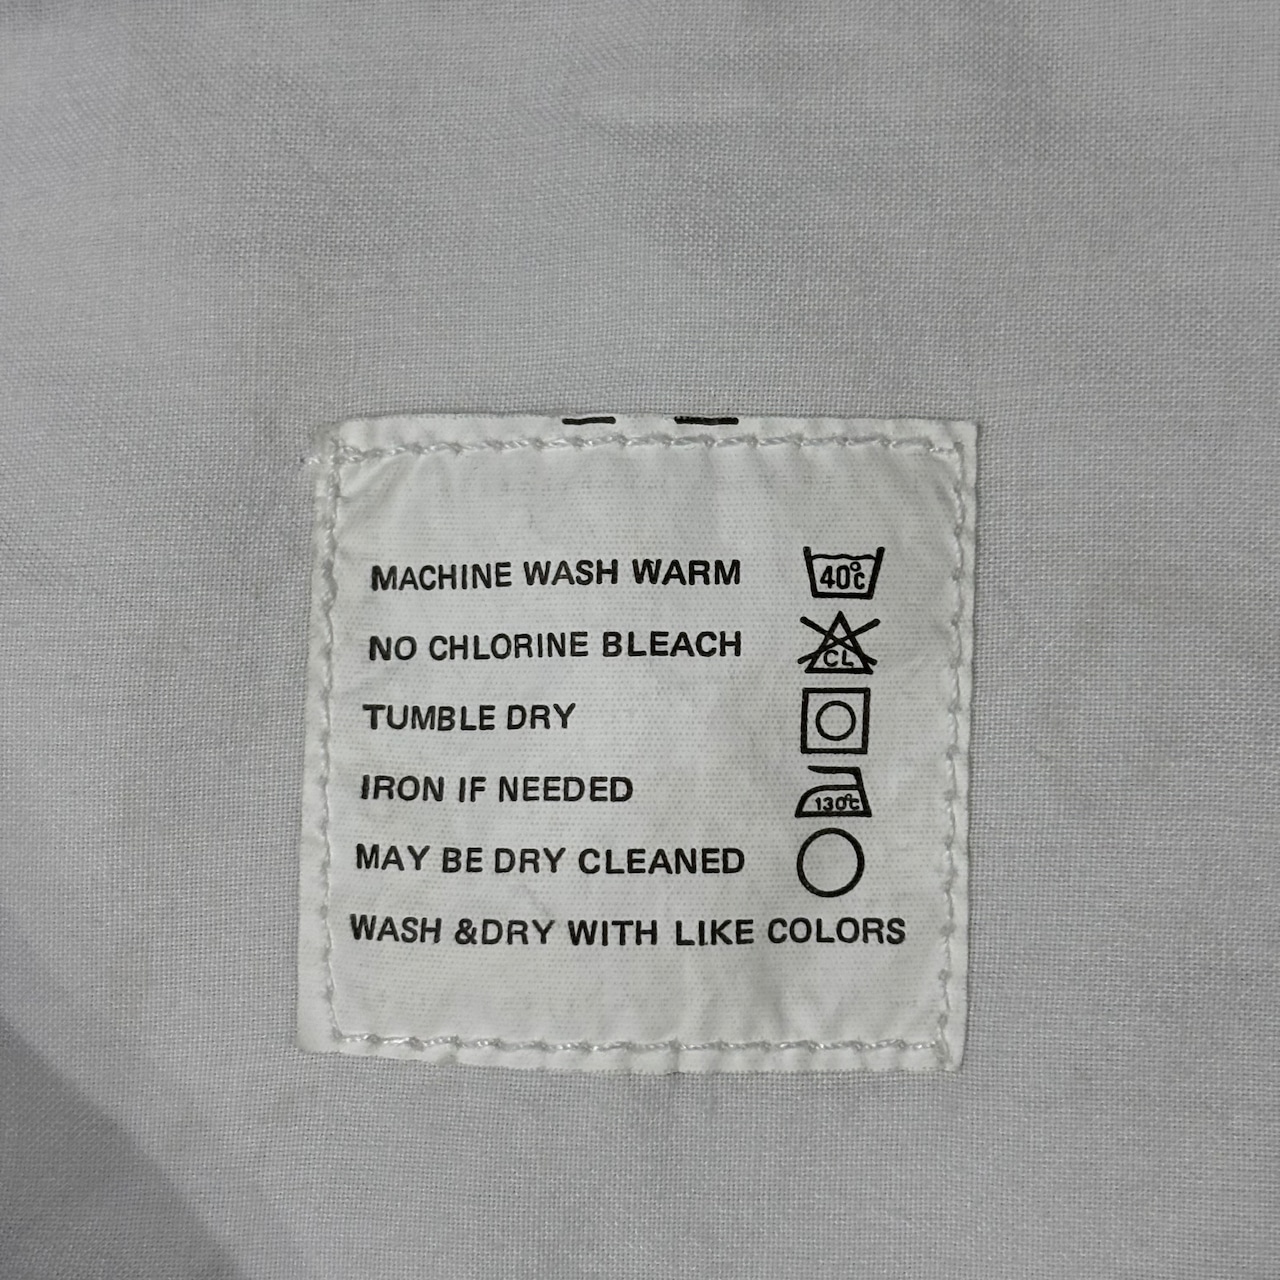 MACHINE WASH WARM 40°C
NO CHLORINE BLEACH CL
TUMBLE DRY
IRON IF NEEDED 130°C
MAY BE DRY CLEANED
WASH &DRY WITH LIKE COLORS